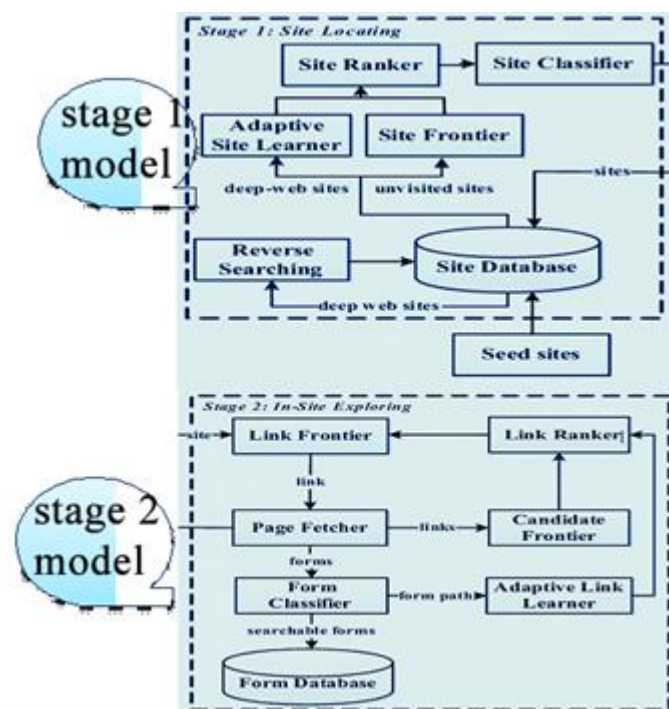 Stage 1: Site Locating
Site Ranker
Site Classifier
stage 1
model
Adaptive
Site Learner
Site Frontier
deep-web sites
unvisited sites
sites
Reverse
Searching
Site Database
deep web sites
Seed sites
Stage 2: In-Site Exploring
site
Link Frontier
Link Ranker
link
stage 2
model
Page Fetcher
links
Candidate
Frontier
forms
Form
Classifier
form path
Adaptive Link
Learner
searchable forms
Form Database